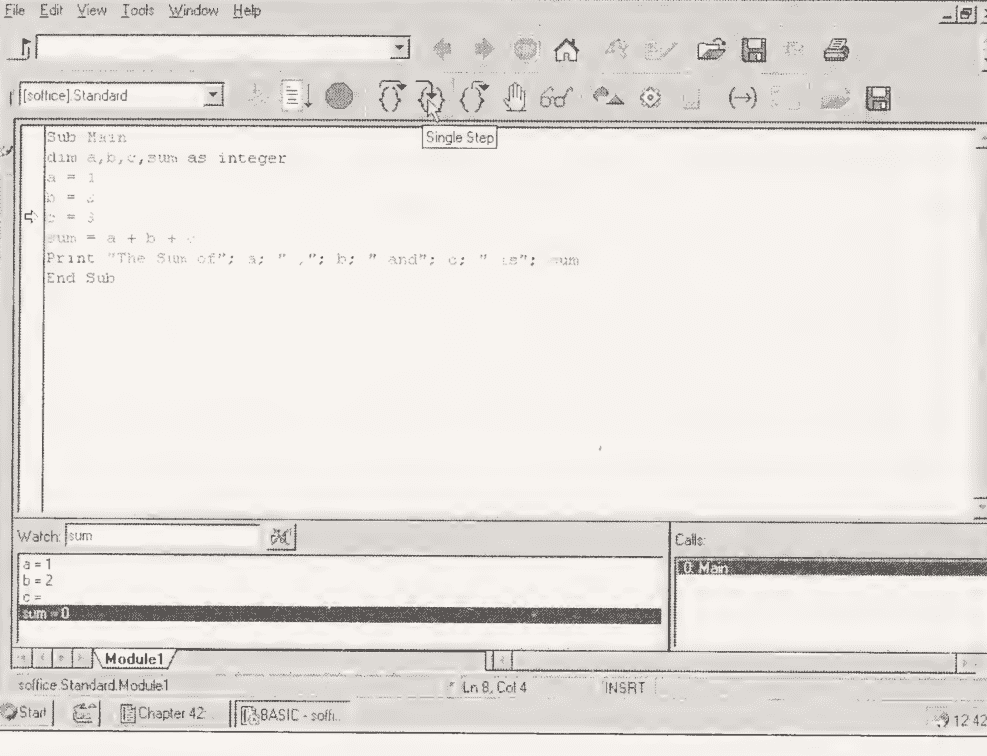 File Edit View Tools Window Help
[soffice].Standard
Single Step
Sub Main
dim a,b,c,sum as integer
a = 1
b = 2
c = 3
sum = a + b + c
Print "The Sum of"; a; " ,"; b; " and"; c; " is"; sum
End Sub
Watch: sum
Calls:
a = 1
b = 2
c =
sum = 0
0: Main
Module1
soffice.Standard.Module1
Ln 8, Col 4
INSRT
Start
Chapter 42:
BASIC - soffi..
12:42